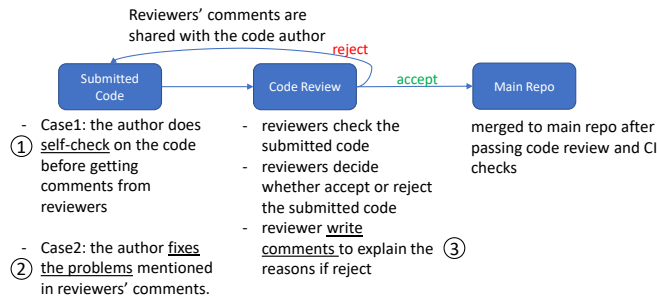 Reviewers’ comments are
shared with the code author
reject
Submitted
Code
Code Review
accept
Main Repo
- Case1: the author does
① self-check on the code
before getting
comments from
reviewers
- Case2: the author fixes
② the problems mentioned
in reviewers’ comments.
- reviewers check the
submitted code
- reviewers decide
whether accept or reject
the submitted code
- reviewer write
comments to explain the ③
reasons if reject
merged to main repo after
passing code review and CI
checks